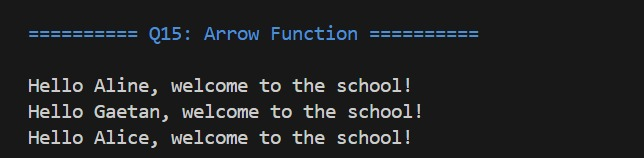 ========== Q15: Arrow Function ==========
Hello Aline, welcome to the school!
Hello Gaetan, welcome to the school!
Hello Alice, welcome to the school!